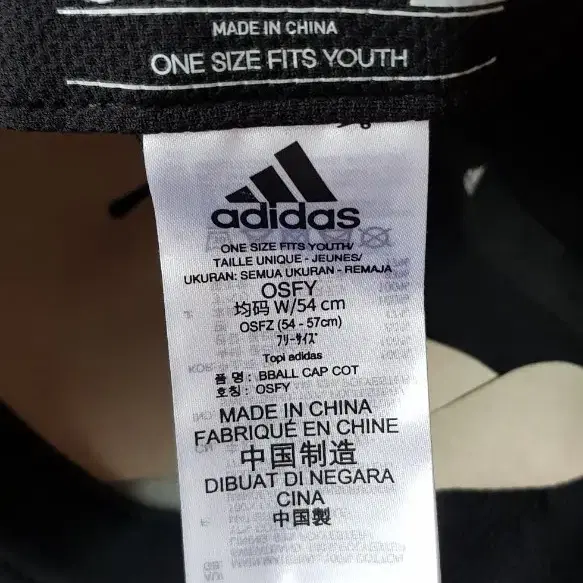 MADE IN CHINA
ONE SIZE FITS YOUTH
adidas
ONE SIZE FITS YOUTH/
TAILLE UNIQUE - JEUNES/
UKURAN: SEMUA UKURAN - REMAJA
OSFY
均码 W/54 cm
OSFZ (54 - 57cm)
フリーサイズ
Topi adidas
품 명 : BBALL CAP COT
호칭 : OSFY
MADE IN CHINA
FABRIQUÉ EN CHINE
中国制造
DIBUAT DI NEGARA
CINA
中国製